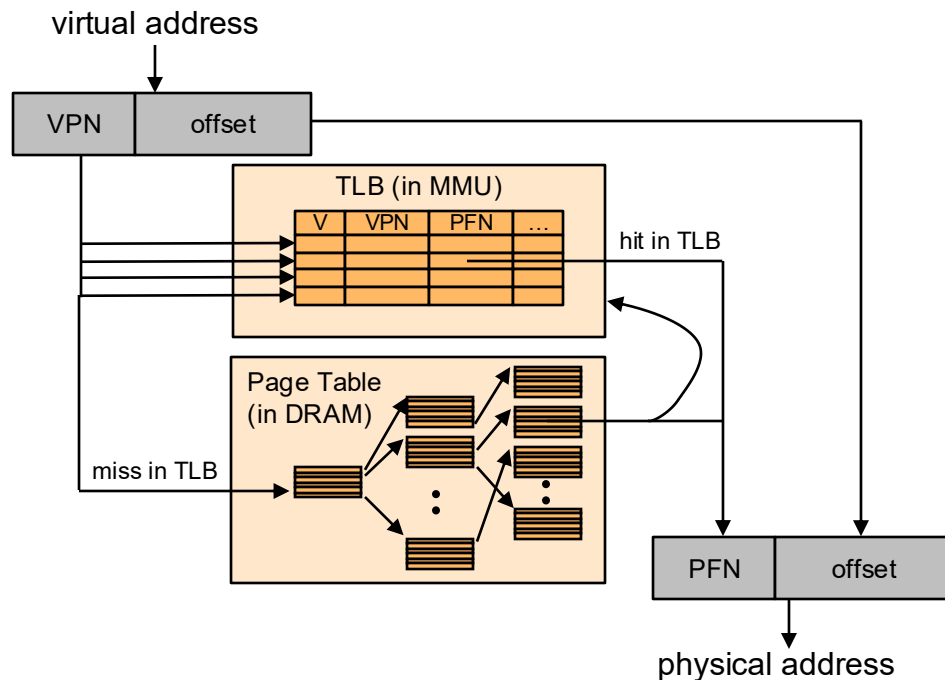 virtual address
VPN offset
TLB (in MMU)
V VPN PFN ...
hit in TLB
Page Table
(in DRAM)
miss in TLB
PFN offset
physical address